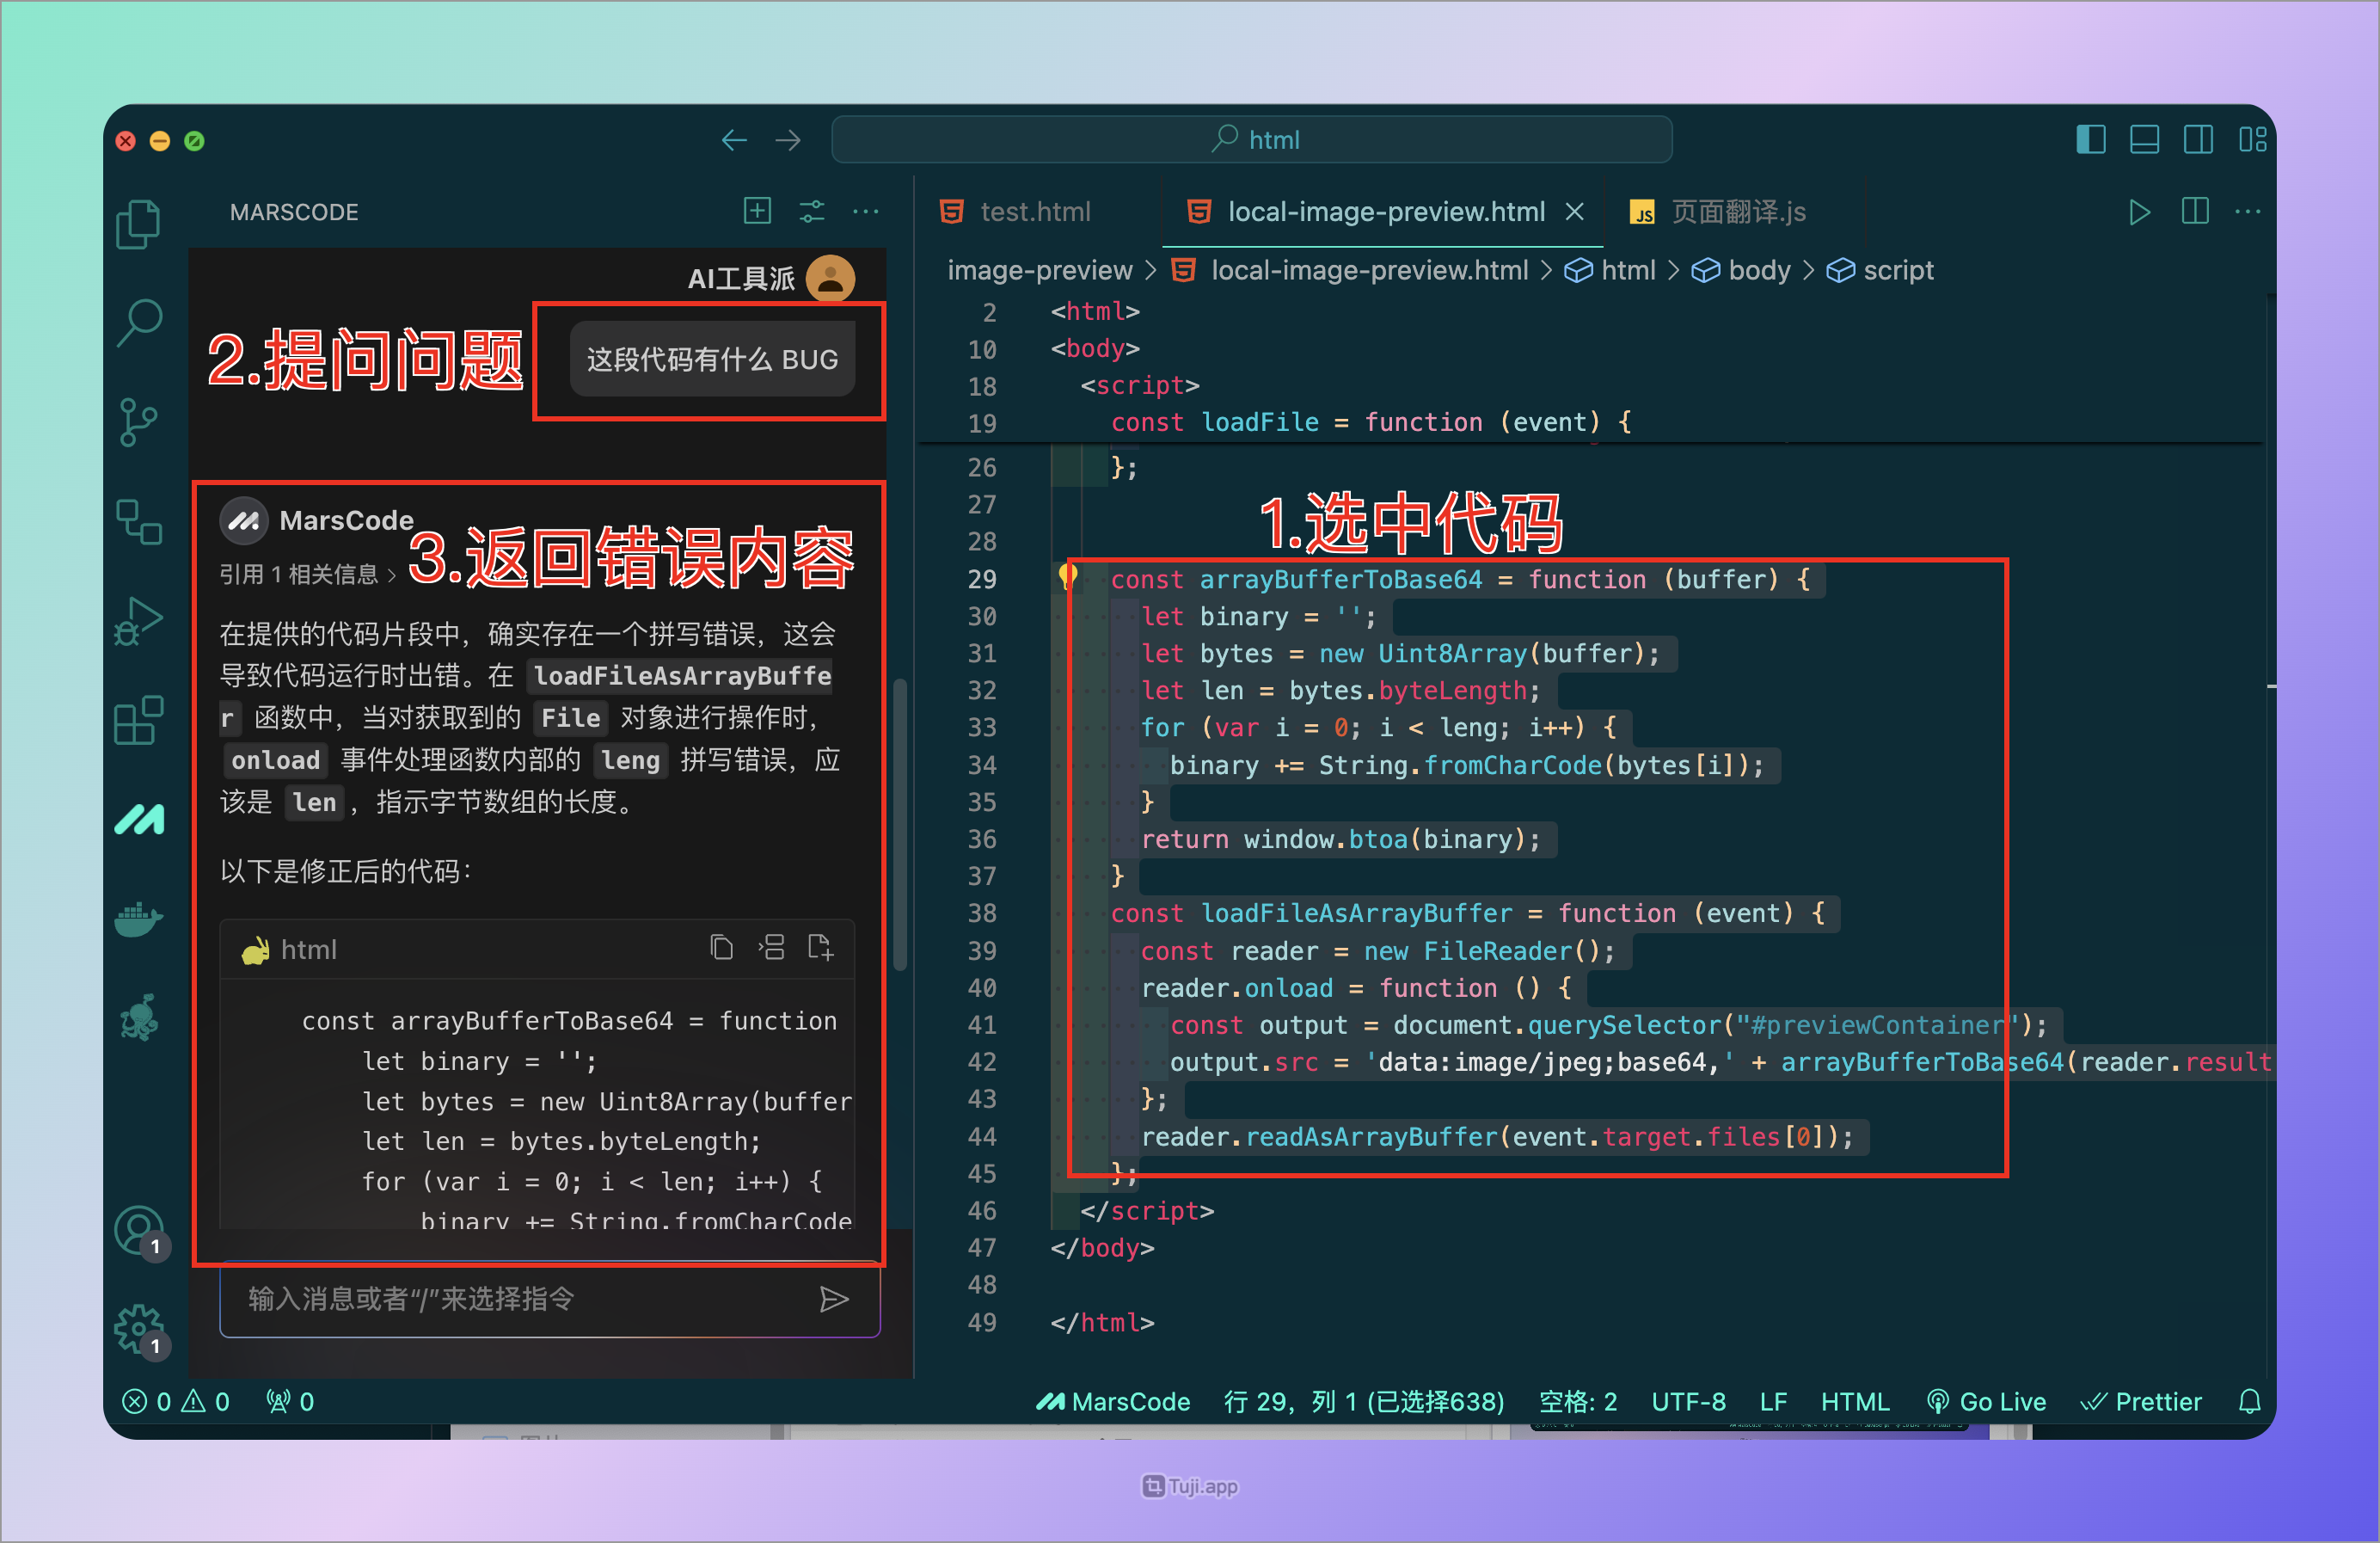 html
MARSCODE
AI工具派
2.提问问题
这段代码有什么 BUG
MarsCode
3.返回错误内容
引用 1 相关信息 >
在提供的代码片段中，确实存在一个拼写错误，这会
导致代码运行时出错。在 loadFileAsArrayBuffe
r 函数中，当对获取到的 File 对象进行操作时，
onload 事件处理函数内部的 leng 拼写错误，应
该是 len ，指示字节数组的长度。
以下是修正后的代码：
html
const arrayBufferToBase64 = function
let binary = '';
let bytes = new Uint8Array(buffer
let len = bytes.byteLength;
for (var i = 0; i < len; i++) {
binary += String.fromCharCode
输入消息或者“/”来选择指令
1
1
test.html
local-image-preview.html
JS 页面翻译.js
image-preview > local-image-preview.html > html > body > script
2 <html>
10 <body>
18 <script>
19 const loadFile = function (event) {
26 };
27
28
1.选中代码
29 const arrayBufferToBase64 = function (buffer) {
30 let binary = '';
31 let bytes = new Uint8Array(buffer);
32 let len = bytes.byteLength;
33 for (var i = 0; i < leng; i++) {
34 binary += String.fromCharCode(bytes[i]);
35 }
36 return window.btoa(binary);
37 }
38 const loadFileAsArrayBuffer = function (event) {
39 const reader = new FileReader();
40 reader.onload = function () {
41 const output = document.querySelector("#previewContainer");
42 output.src = 'data:image/jpeg;base64,' + arrayBufferToBase64(reader.result
43 };
44 reader.readAsArrayBuffer(event.target.files[0]);
45 };
46 </script>
47 </body>
48
49 </html>
0 0 0
MarsCode 行 29，列 1 (已选择638) 空格: 2 UTF-8 LF HTML Go Live Prettier
Tuji.app